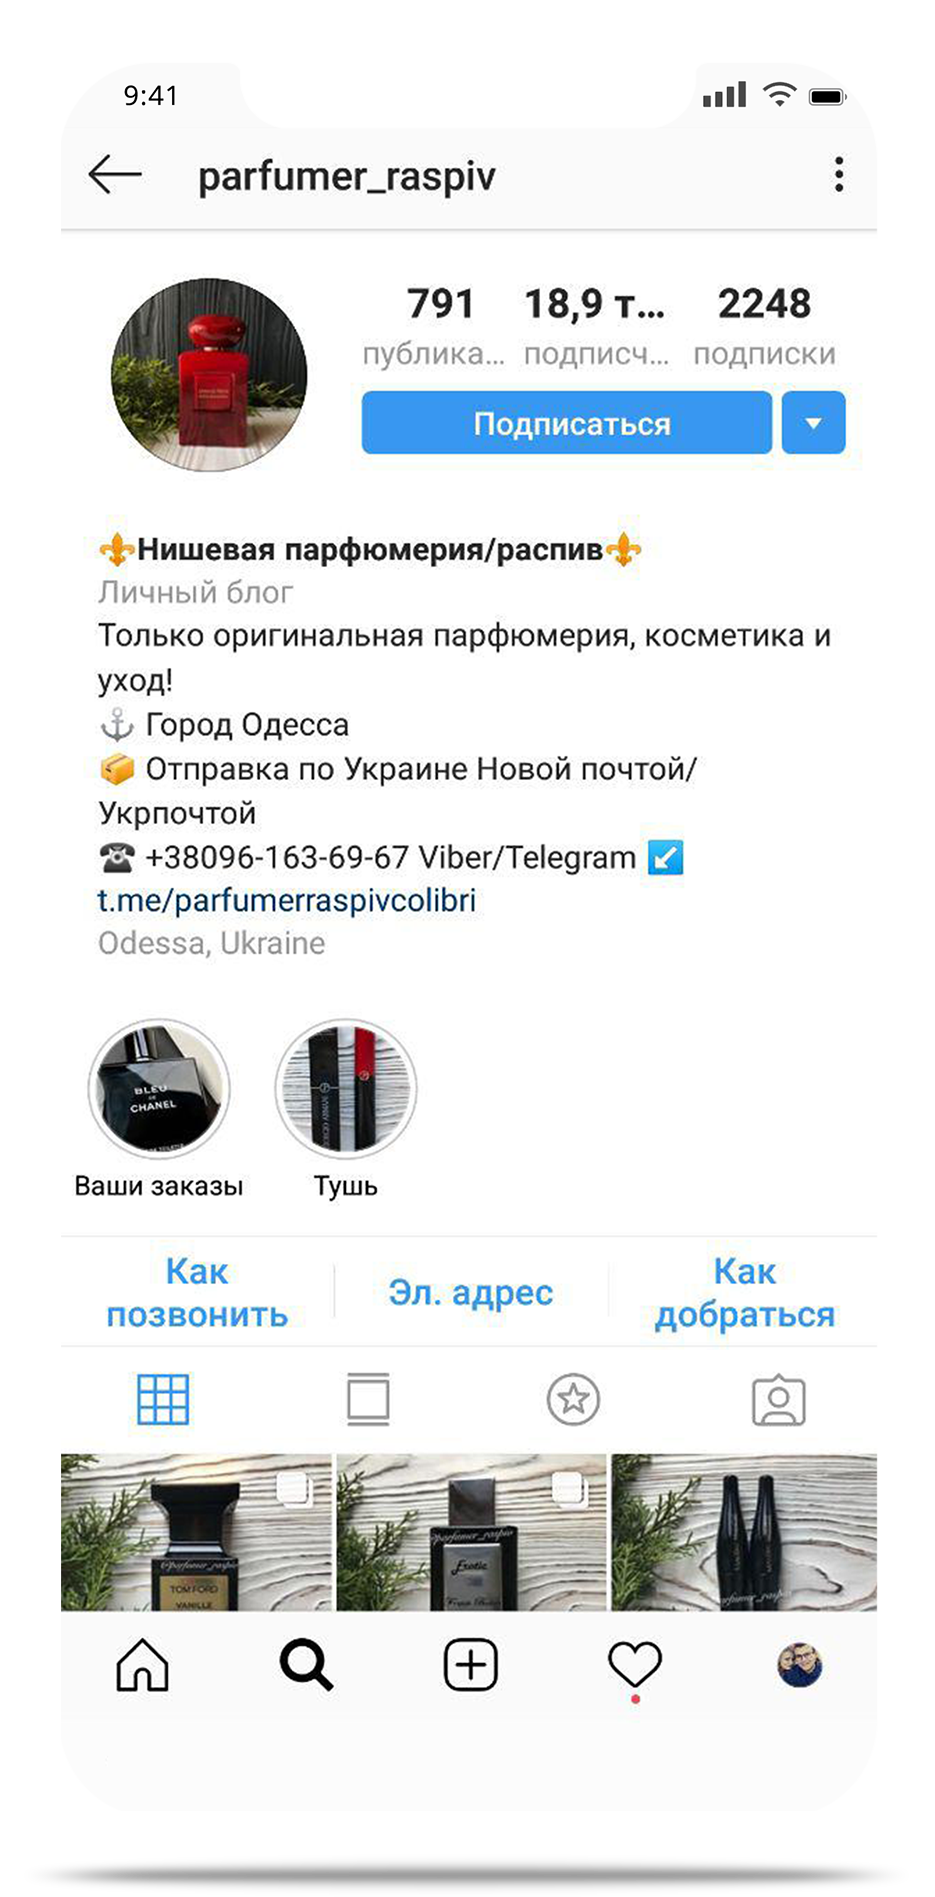 9:41
parfumer_raspiv
791 18,9 т... 2248
публика... подписч... подписки
Подписаться
Нишевая парфюмерия/распив
Личный блог
Только оригинальная парфюмерия, косметика и
уход!
Город Одесса
Отправка по Украине Новой почтой/
Укрпочтой
+38096-163-69-67 Viber/Telegram
t.me/parfumerraspivcolibri
Odessa, Ukraine
BLEU
DE
CHANEL
Ваши заказы Тушь
Как
позвонить
Эл. адрес
Как
добраться
@parfumer_raspiv
TOM FORD
VANILLE
@parfumer_raspiv
Exotic